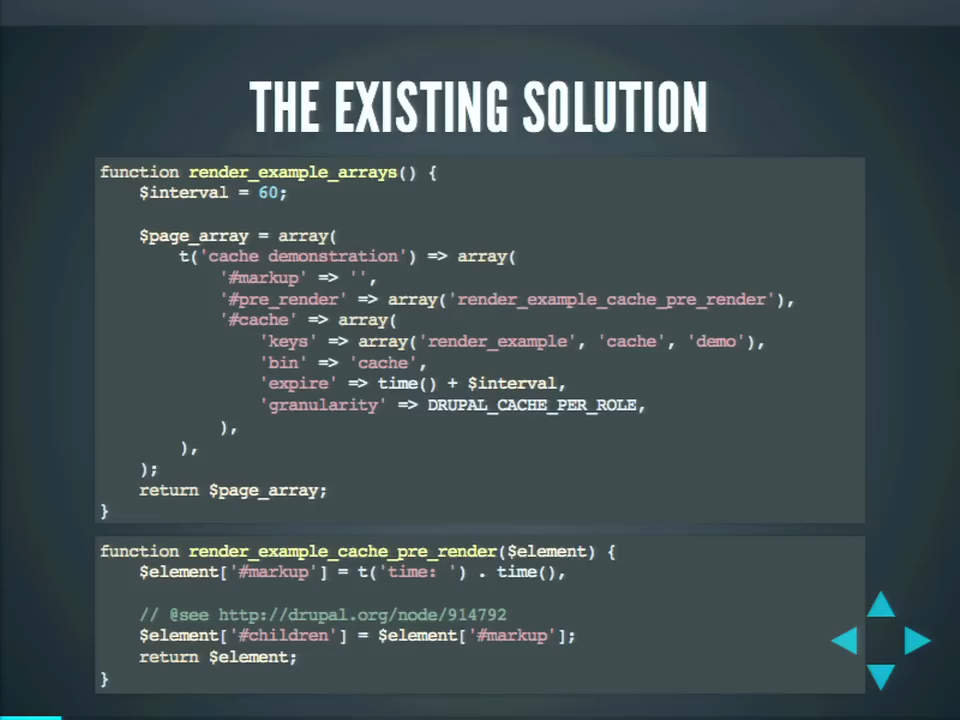 THE EXISTING SOLUTION
function render_example_arrays() {
$interval = 60;
$page_array = array(
t('cache demonstration') => array(
'#markup' => '',
'#pre_render' => array('render_example_cache_pre_render'),
'#cache' => array(
'keys' => array('render_example', 'cache', 'demo'),
'bin' => 'cache',
'expire' => time() + $interval,
'granularity' => DRUPAL_CACHE_PER_ROLE,
),
),
);
return $page_array;
}
function render_example_cache_pre_render($element) {
$element['#markup'] = t('time: ') . time(),
// @see http://drupal.org/node/914792
$element['#children'] = $element['#markup'];
return $element;
}